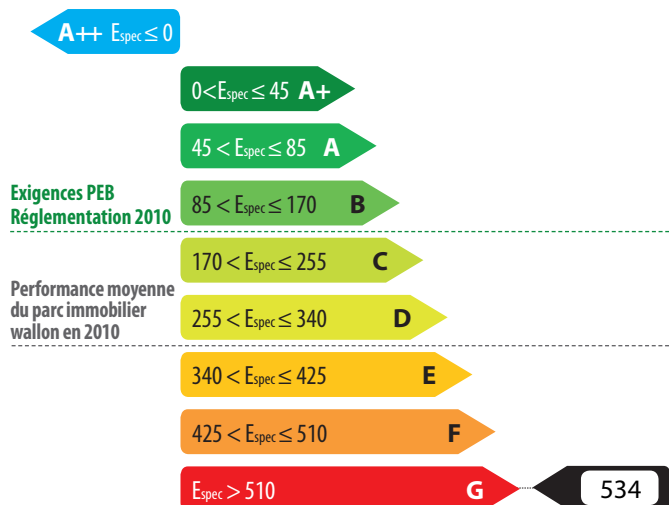 A++ Espec ≤ 0
0<Espec ≤ 45 A+
45 < Espec ≤ 85 A
Exigences PEB
Réglementation 2010
85 < Espec ≤ 170 B
170 < Espec ≤ 255 C
Performance moyenne
du parc immobilier
wallon en 2010
255 < Espec ≤ 340 D
340 < Espec ≤ 425 E
425 < Espec ≤ 510 F
Espec > 510 G 534